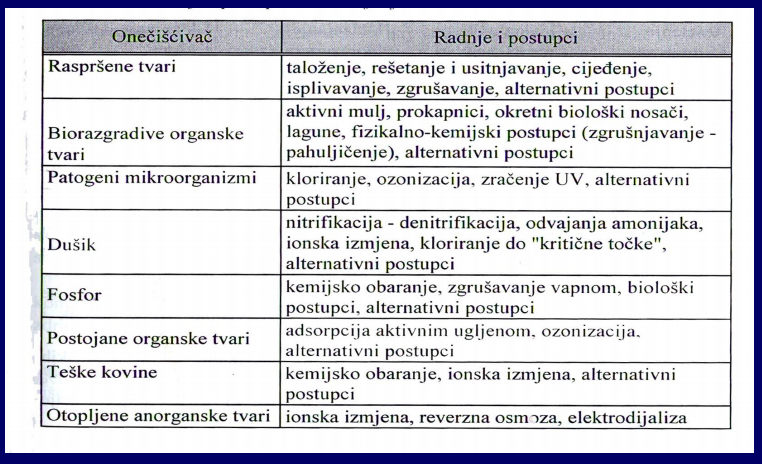 Onečišćivač Radnje i postupci
Raspršene tvari taloženje, rešetanje i usitnjavanje, cijeđenje,
isplivavanje, zgrušavanje, alternativni postupci
aktivni mulj, prokapnici, okretni biološki nosači,
Biorazgradive organske lagune, fizikalno-kemijski postupci (zgrušnjavanje -
tvari pahuljičenje), alternativni postupci
Patogeni mikroorganizmi kloriranje, ozonizacija, zračenje UV, alternativni
postupci
nitrifikacija - denitrifikacija, odvajanja amonijaka,
Dušik ionska izmjena, kloriranje do "kritične točke",
alternativni postupci
Fosfor kemijsko obaranje, zgrušavanje vapnom, biološki
postupci, alternativni postupci
Postojane organske tvari adsorpcija aktivnim ugljenom, ozonizacija,
alternativni postupci
Teške kovine kemijsko obaranje, ionska izmjena, alternativni
postupci
Otopljene anorganske tvari ionska izmjena, reverzna osmoza, elektrodijaliza